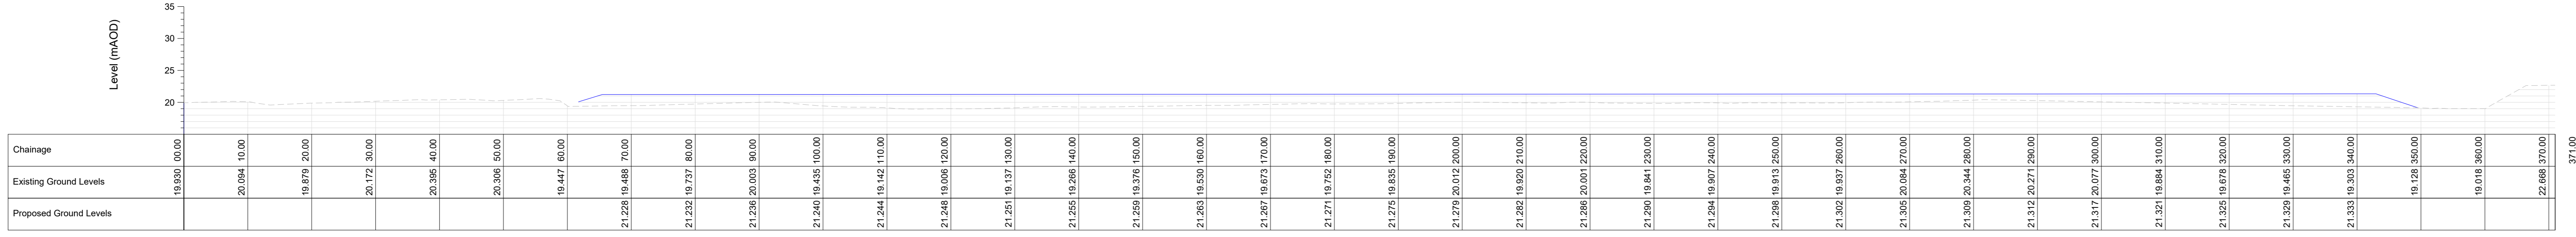 Level (mAOD)
35
30
25
20
Chainage 00.00 10.00 20.00 30.00 40.00 50.00 60.00 70.00 80.00 90.00 100.00 110.00 120.00 130.00 140.00 150.00 160.00 170.00 180.00 190.00 200.00 210.00 220.00 230.00 240.00 250.00 260.00 270.00 280.00 290.00 300.00 310.00 320.00 330.00 340.00 350.00 360.00 370.00 371.00
Existing Ground Levels 19.930 20.094 19.879 20.172 20.395 20.306 19.447 19.488 19.737 20.003 19.435 19.142 19.006 19.137 19.266 19.376 19.530 19.673 19.752 19.835 20.012 19.920 20.001 19.841 19.907 19.913 19.937 20.084 20.344 20.271 20.077 19.884 19.678 19.465 19.303 19.128 19.018 22.668
Proposed Ground Levels 21.228 21.232 21.236 21.240 21.244 21.248 21.251 21.255 21.259 21.263 21.267 21.271 21.275 21.279 21.282 21.286 21.290 21.294 21.298 21.302 21.305 21.309 21.312 21.317 21.321 21.325 21.329 21.333